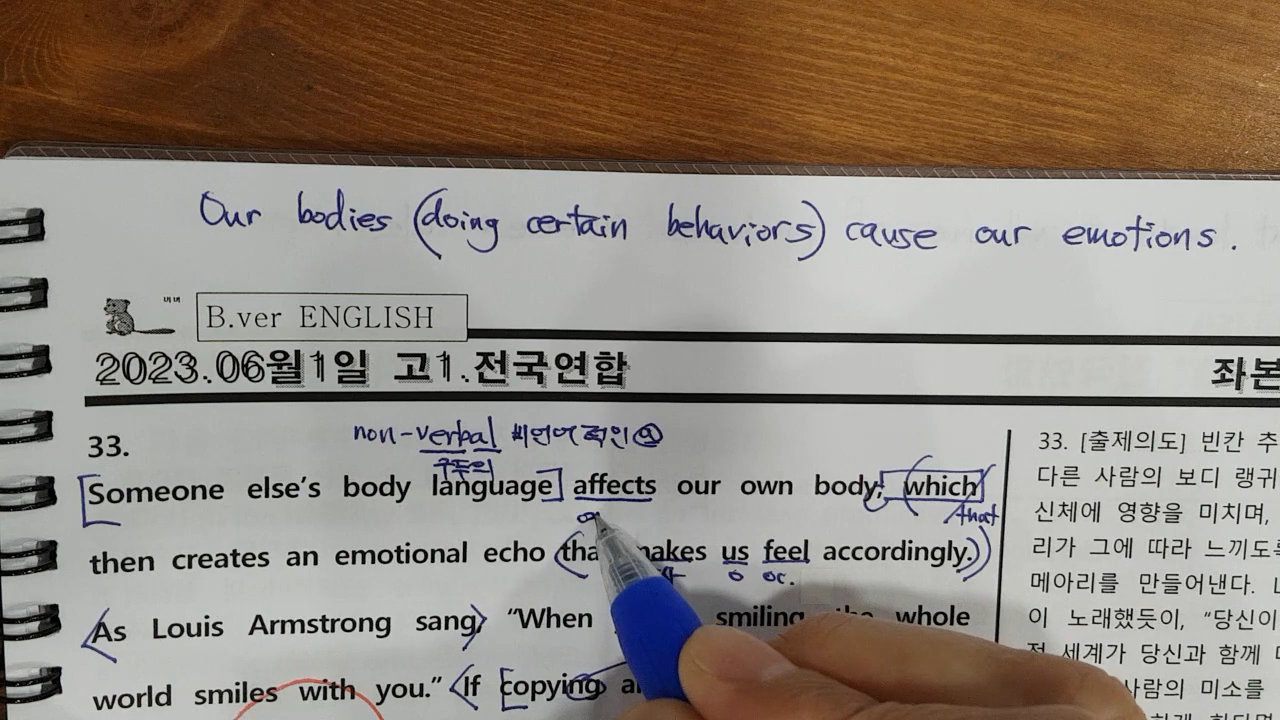 Our bodies (doing certain behaviors) cause our emotions.
B.ver ENGLISH
2023.06월1일 고1.전국연합
좌본
33.
non-verbal 비언어적인
구두의
Someone else's body language affects our own body, which
that
then creates an emotional echo makes us feel accordingly.
o oc.
As Louis Armstrong sang, "When smiling the whole
world smiles with you." If copying
33. [출제의도] 빈칸 추
다른 사람의 보디 랭귀
신체에 영향을 미치며,
리가 그에 따라 느끼도록
메아리를 만들어낸다.
이 노래했듯이, "당신이
전 세계가 당신과 함께
사람의 미소를